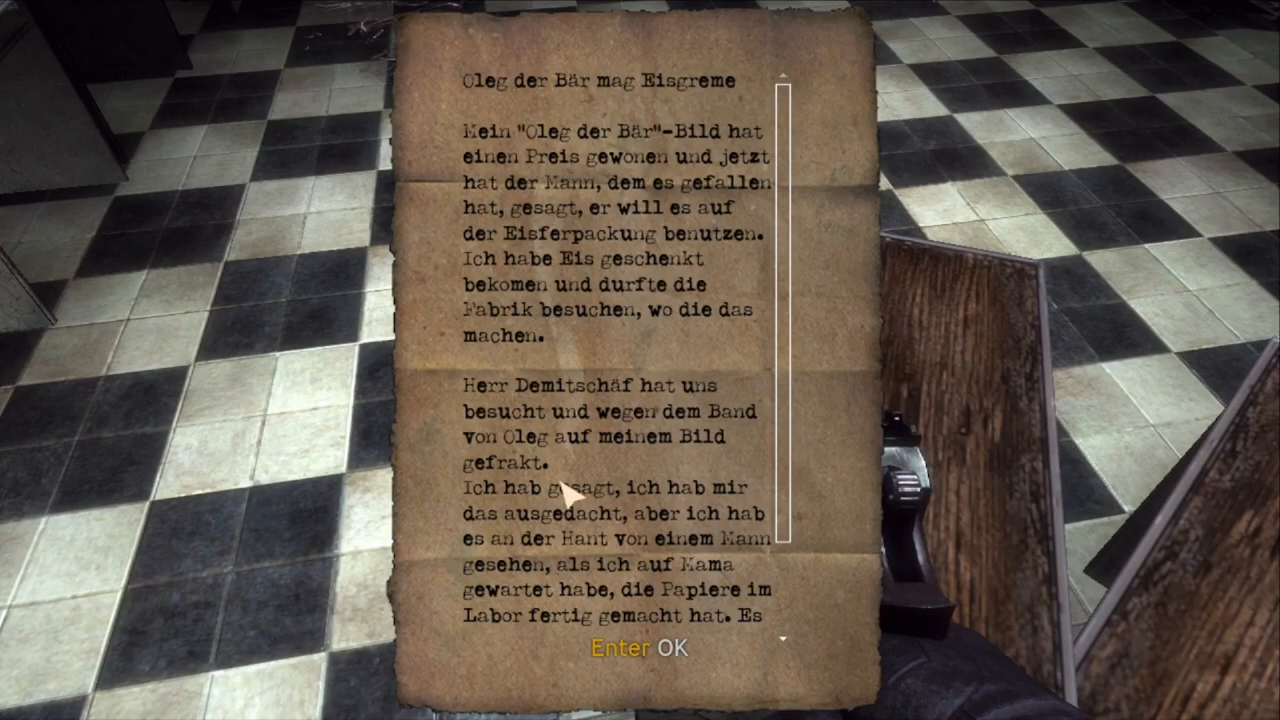 Oleg der Bär mag Eisgreme
Mein "Oleg der Bär"-Bild hat
einen Preis gewonen und jetzt
hat der Mann, dem es gefallen
hat, gesagt, er will es auf
der Eisferpackung benutzen.
Ich habe Eis geschenkt
bekomen und durfte die
Fabrik besuchen, wo die das
machen.
Herr Demitschäf hat uns
besucht und wegen dem Band
von Oleg auf meinem Bild
gefrakt.
Ich hab gesagt, ich hab mir
das ausgedacht, aber ich hab
es an der Hant von einem Mann
gesehen, als ich auf Mama
gewartet habe, die Papiere im
Labor fertig gemacht hat. Es
Enter OK